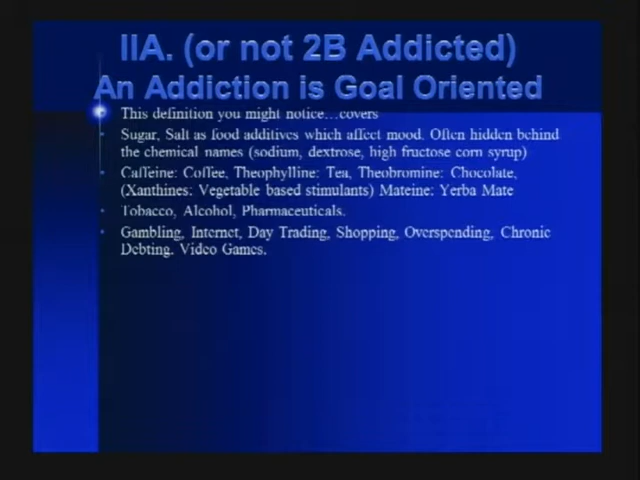 IIA. (or not 2B Addicted)
An Addiction is Goal Oriented
This definition you might notice...covers
Sugar, Salt as food additives which affect mood. Often hidden behind
the chemical names (sodium, dextrose, high fructose corn syrup)
Caffeine: Coffee, Theophylline: Tea, Theobromine: Chocolate,
(Xanthines: Vegetable based stimulants) Mateine: Yerba Mate
Tobacco, Alcohol, Pharmaceuticals.
Gambling, Internet, Day Trading, Shopping, Overspending, Chronic
Debting. Video Games.